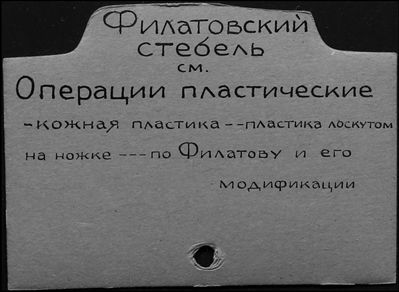 Филатовский
стебель
см.
Операции пластические
-кожная пластика--пластика лоскутом
на ножке---по Филатову и его
модификации